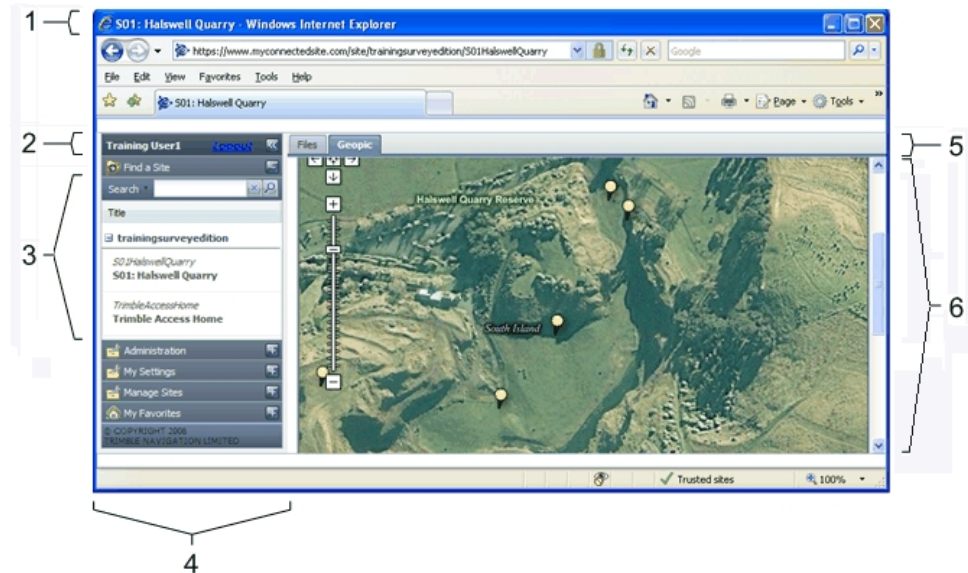 1
S01: Halswell Quarry - Windows Internet Explorer
https://www.myconnectedsite.com/site/trainingsurveyedition/S01HalswellQuarry
Google
File Edit View Favorites Tools Help
S01: Halswell Quarry
Page Tools
2
Training User1 Logout
Files Geopic
5
Find a Site
Search
Title
trainingsurveyedition
S01HalswellQuarry
S01: Halswell Quarry
TrimbleAccessHome
Trimble Access Home
3
Administration
My Settings
Manage Sites
My Favorites
© COPYRIGHT 2008
TRIMBLE NAVIGATION LIMITED
Halswell Quarry Reserve
South Island
6
Trusted sites
100%
4